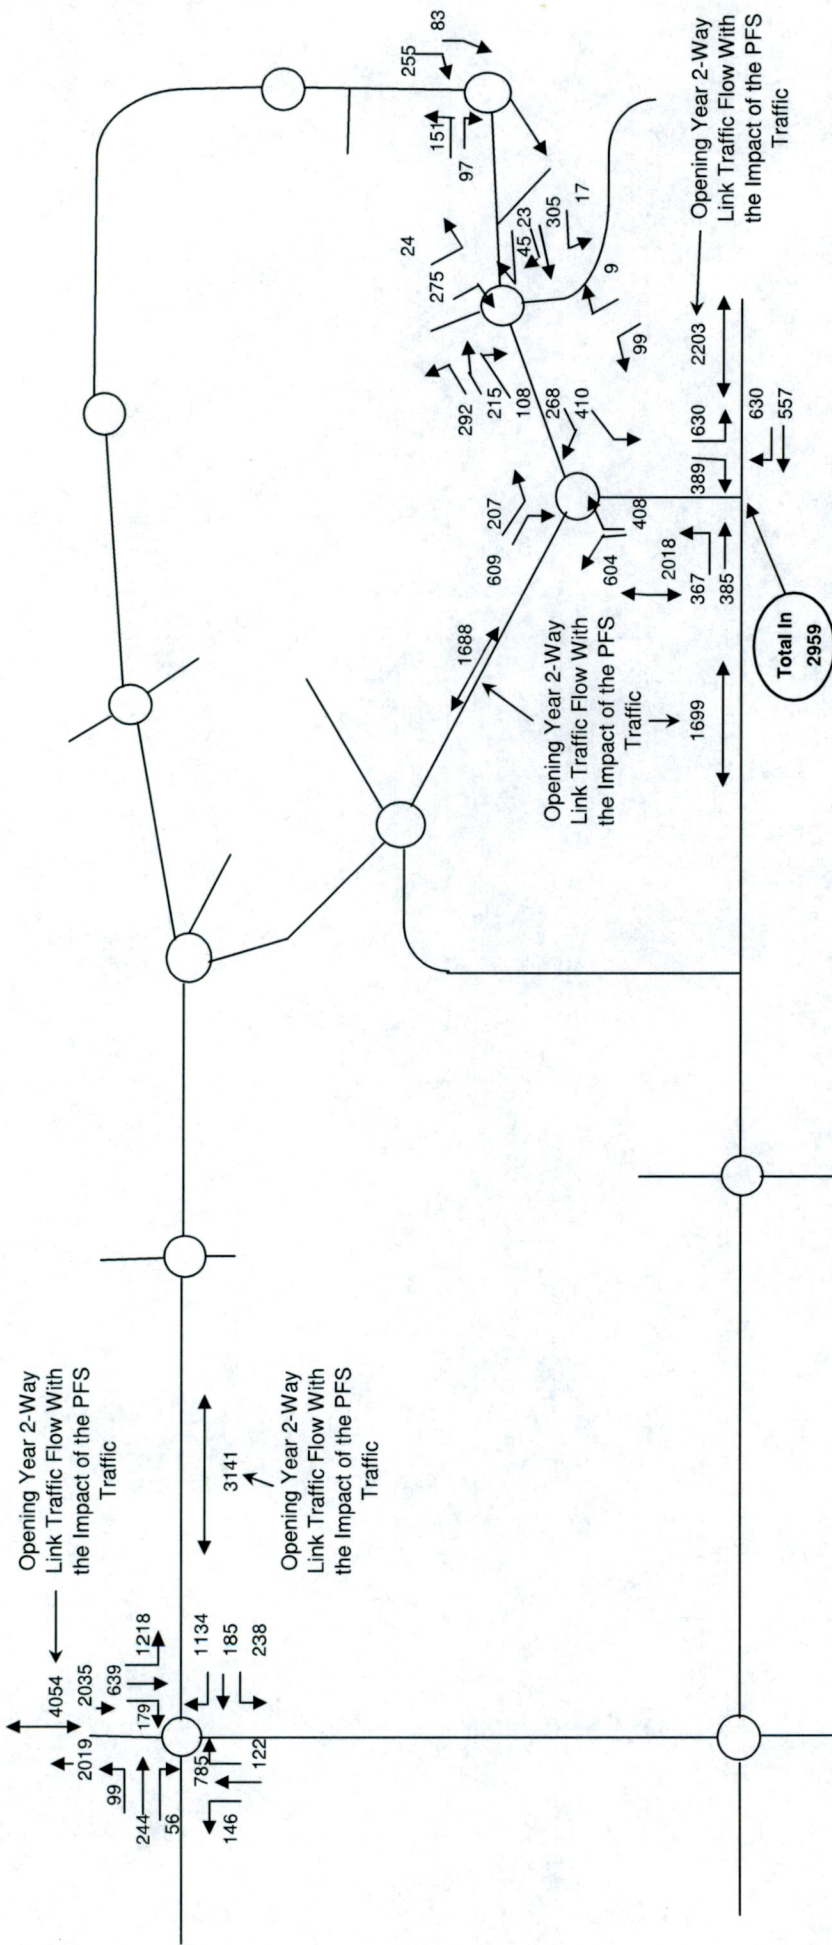 Opening Year 2-Way
Link Traffic Flow With
the Impact of the PFS
Traffic
4054
2019
2035
639
179
1218
99
244
56
785
122
146
1134
185
238
3141
Opening Year 2-Way
Link Traffic Flow With
the Impact of the PFS
Traffic
1688
Opening Year 2-Way
Link Traffic Flow With
the Impact of the PFS
Traffic
1699
609
207
604
408
2018
367
385
Total In
2959
268
410
292
215
108
275
24
45
23
305
17
9
99
151
97
255
83
389
630
630
557
2203
Opening Year 2-Way
Link Traffic Flow With
the Impact of the PFS
Traffic